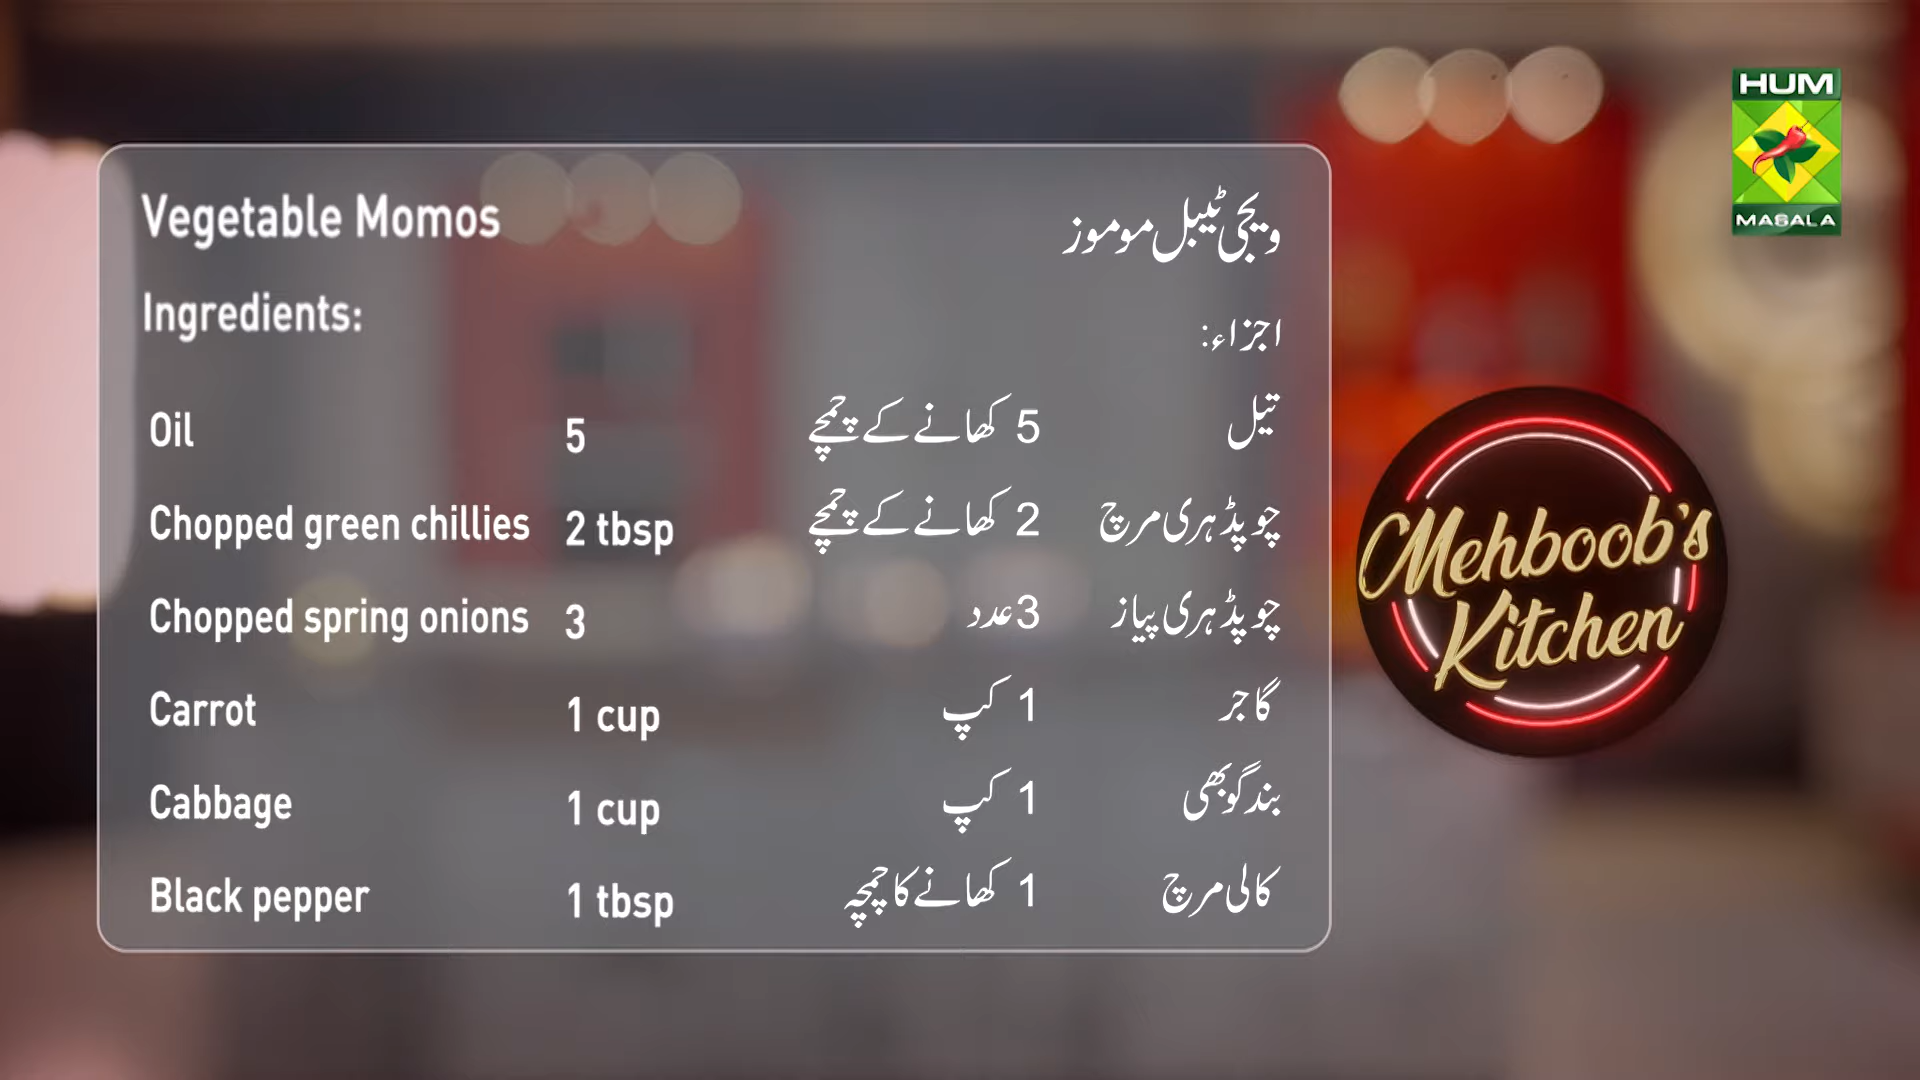 HUM
MASALA
Vegetable Momos ویجی ٹیبل موموز
Ingredients: اجزاء:
Oil 5 5 کھانے کے چمچے تیل
Chopped green chillies 2 tbsp 2 کھانے کے چمچے چوپڈ ہری مرچ
Chopped spring onions 3 3 عدد چوپڈ ہری پیاز
Carrot 1 cup 1 کپ گاجر
Cabbage 1 cup 1 کپ بند گوبھی
Black pepper 1 tbsp 1 کھانے کا چمچہ کالی مرچ
Mehboob's
Kitchen